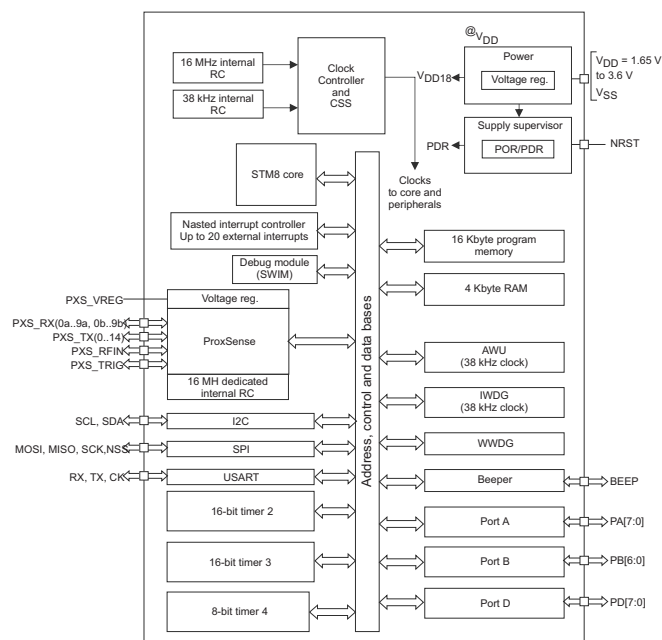 @VDD
16 MHz internal
RC
38 kHz internal
RC
Clock
Controller
and
CSS
Power
Voltage reg.
VDD18
VDD = 1.65 V
to 3.6 V
VSS
Supply supervisor
POR/PDR
PDR
NRST
Clocks
to core and
peripherals
STM8 core
Nasted interrupt controller
Up to 20 external interrupts
Debug module
(SWIM)
PXS_VREG
Voltage reg.
PXS_RX(0a..9a, 0b..9b)
PXS_TX(0..14)
PXS_RFIN
PXS_TRIG
ProxSense
16 MH dedicated
internal RC
SCL, SDA
I2C
MOSI, MISO, SCK,NSS
SPI
RX, TX, CK
USART
16-bit timer 2
16-bit timer 3
8-bit timer 4
Address, control and data bases
16 Kbyte program
memory
4 Kbyte RAM
AWU
(38 kHz clock)
IWDG
(38 kHz clock)
WWDG
Beeper
BEEP
Port A
PA[7:0]
Port B
PB[6:0]
Port D
PD[7:0]